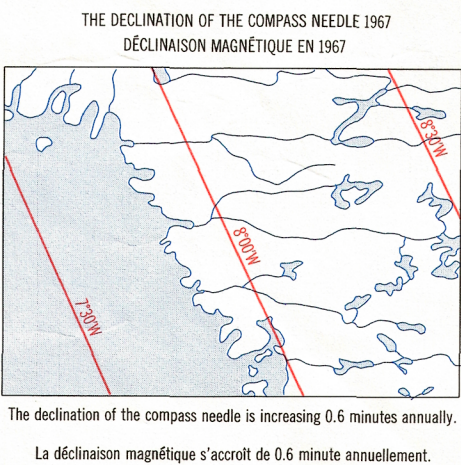 THE DECLINATION OF THE COMPASS NEEDLE 1967
DÉCLINAISON MAGNÉTIQUE EN 1967
8°30'W
8°00'W
7°30'W
The declination of the compass needle is increasing 0.6 minutes annually.
La déclinaison magnétique s'accroît de 0.6 minute annuellement.